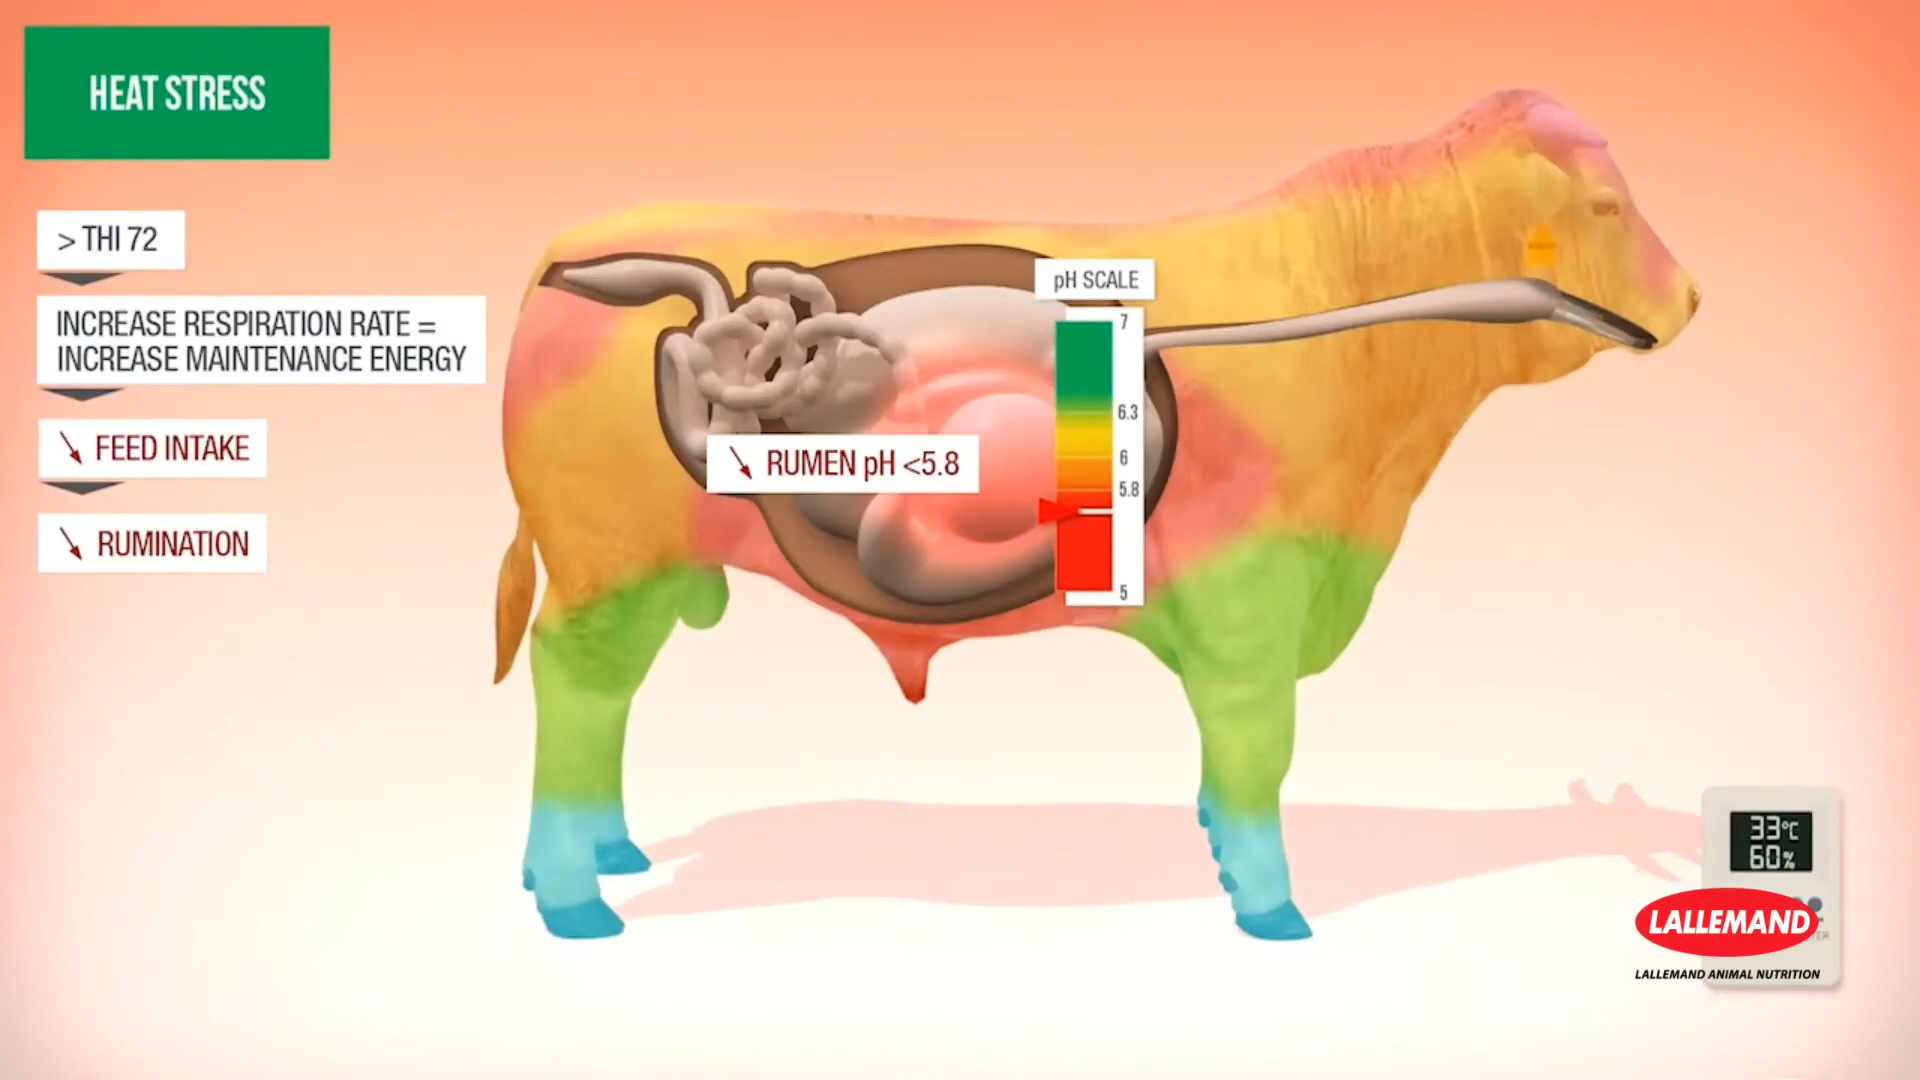 HEAT STRESS
> THI 72
INCREASE RESPIRATION RATE =
INCREASE MAINTENANCE ENERGY
↘ FEED INTAKE
↘ RUMINATION
↘ RUMEN pH <5.8
pH SCALE
7
6.3
6
5.8
5
33°C
60%
LALLEMAND
LALLEMAND ANIMAL NUTRITION